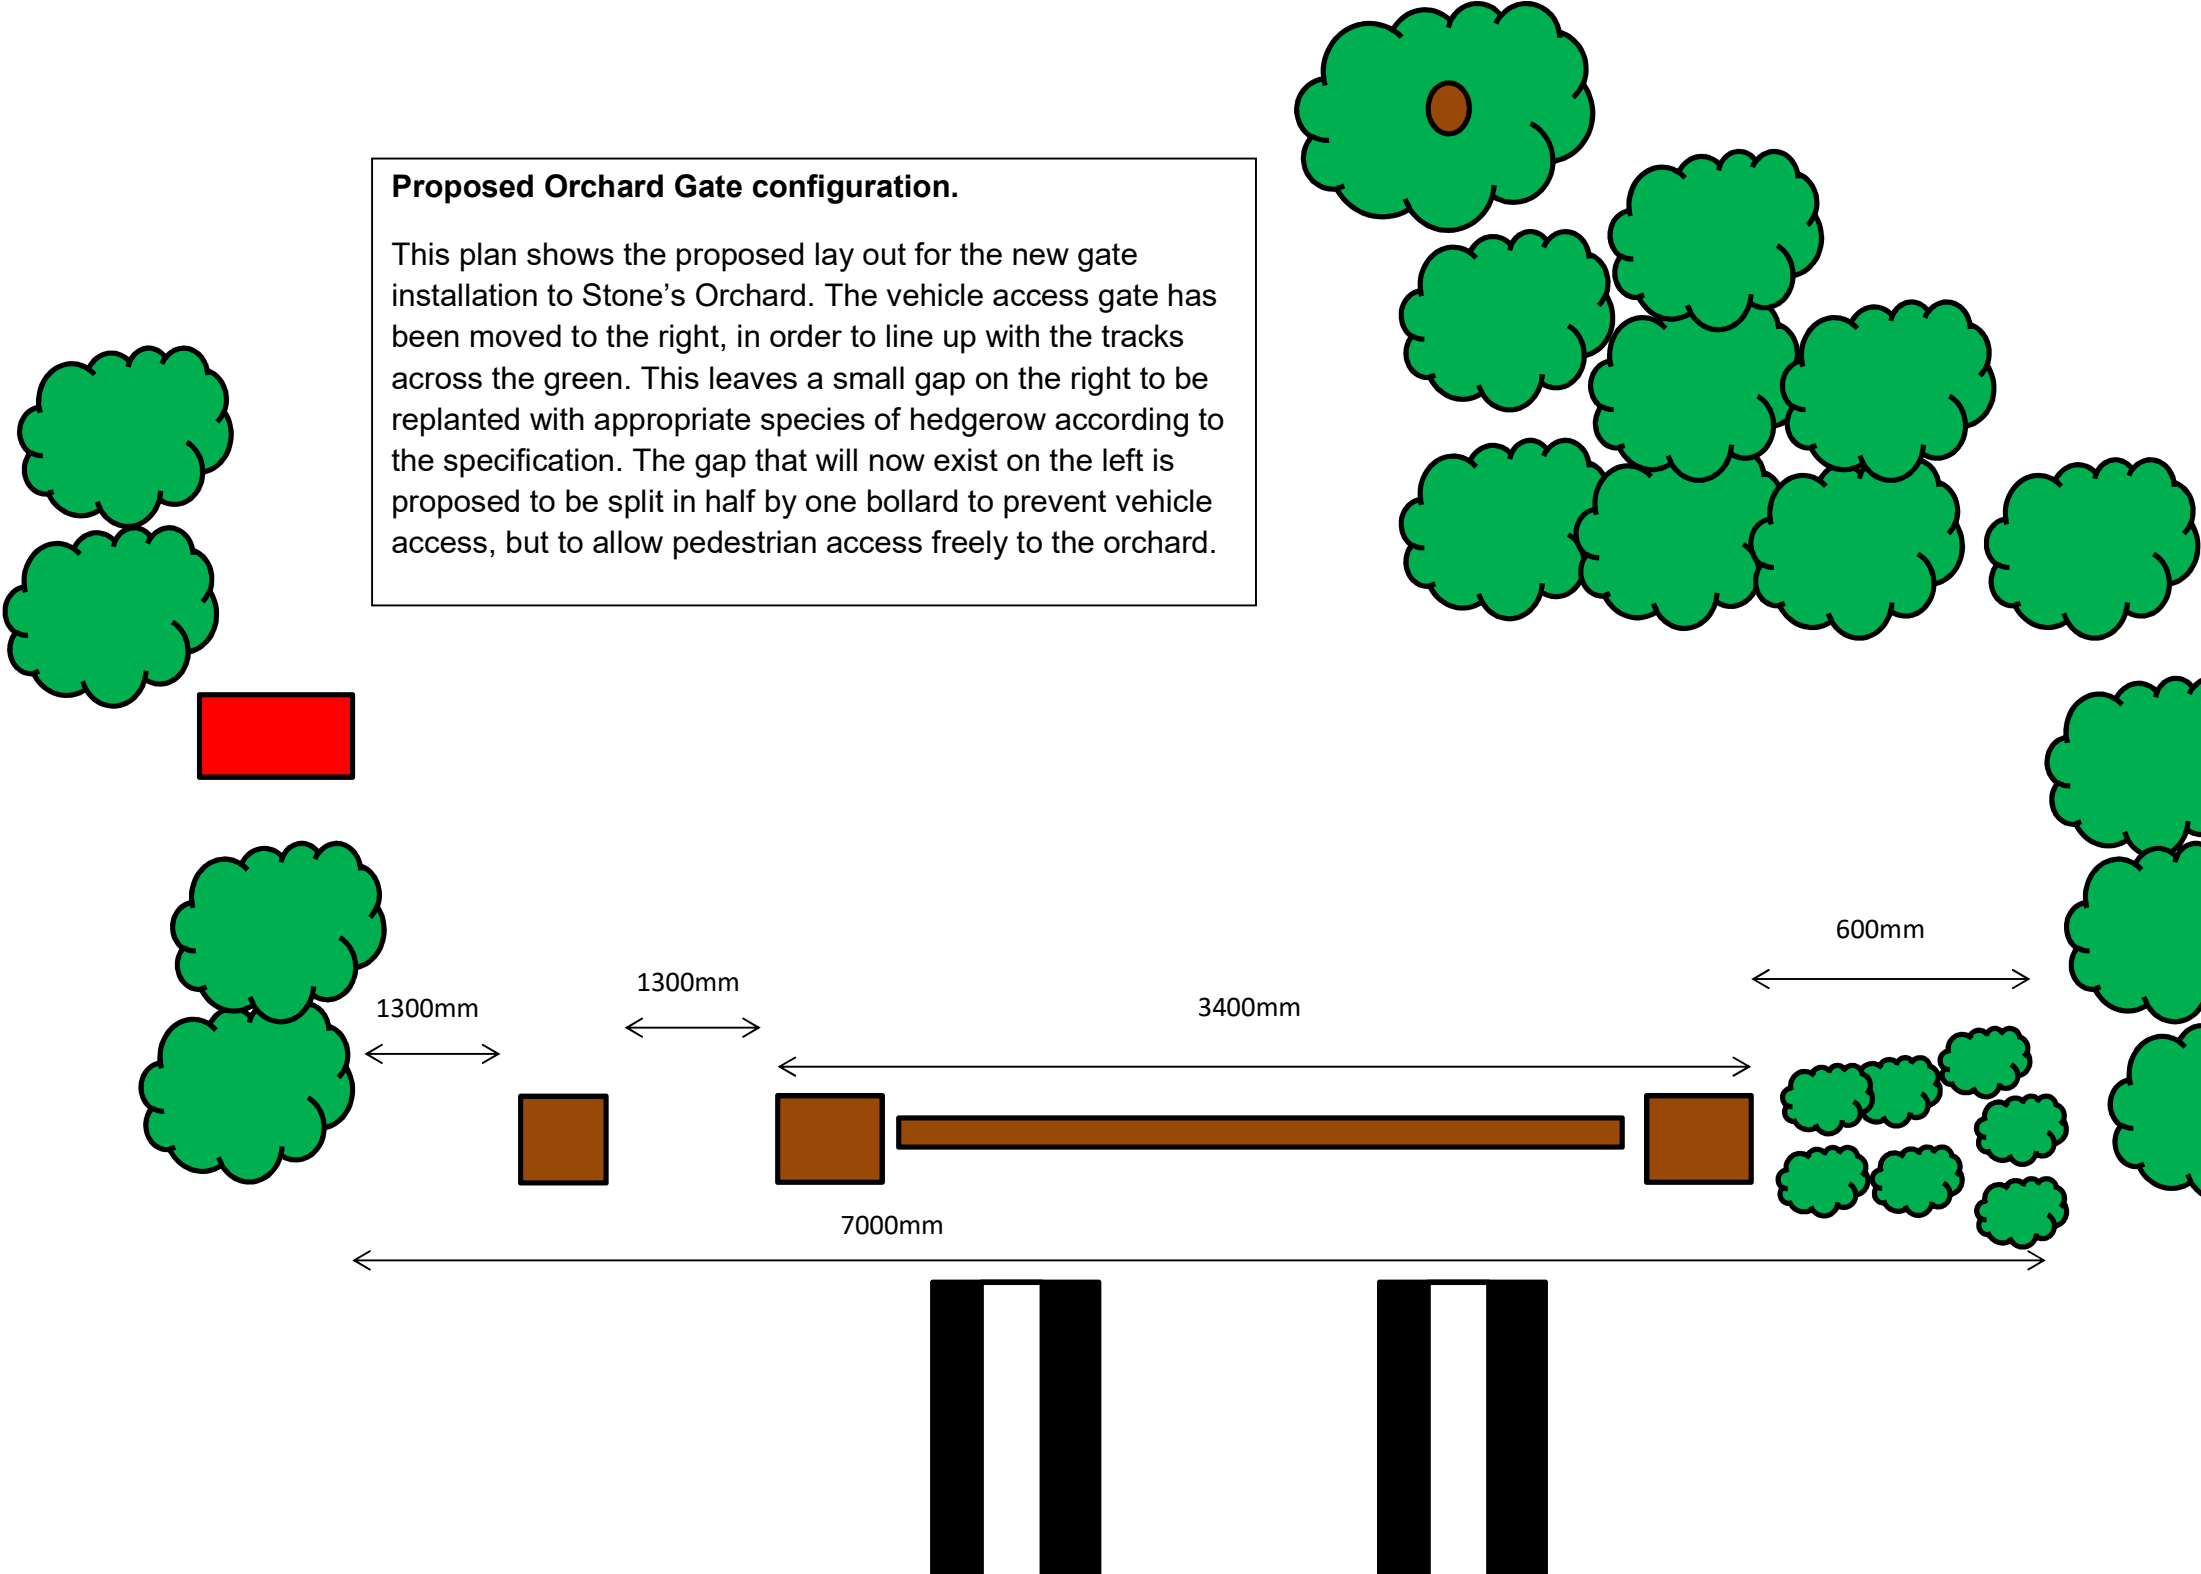 Proposed Orchard Gate configuration.
This plan shows the proposed lay out for the new gate
installation to Stone’s Orchard. The vehicle access gate has
been moved to the right, in order to line up with the tracks
across the green. This leaves a small gap on the right to be
replanted with appropriate species of hedgerow according to
the specification. The gap that will now exist on the left is
proposed to be split in half by one bollard to prevent vehicle
access, but to allow pedestrian access freely to the orchard.
600mm
1300mm
1300mm
3400mm
7000mm